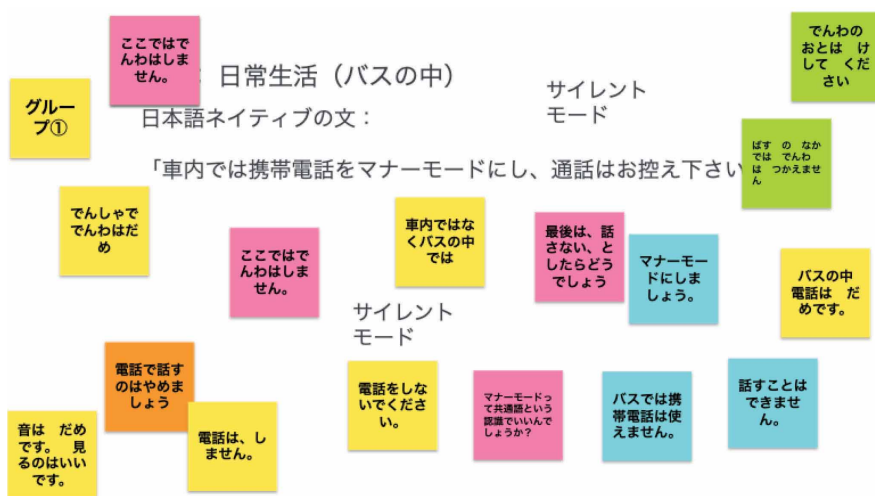 ここではで
んわはしま
せん。
でんわの
おとは　け
して　くだ
さい
：日常生活（バスの中）
サイレント
モード
グルー
プ①
日本語ネイティブの文：
ばす　の　なか
では　でんわ
は　つかえませ
ん
「車内では携帯電話をマナーモードにし、通話はお控え下さい
でんしゃで
でんわはだ
め
車内ではな
くバスの中
では
最後は、話
さない、と
したらどう
でしょう
ここではで
んわはしま
せん。
マナーモー
ドにしま
しょう。
バスの中
電話は　だ
めです。
サイレント
モード
電話で話す
のはやめま
しょう
電話をしな
いでくださ
い。
マナーモードっ
て共通語という
認識でいいんで
しょうか？
バスでは携
帯電話は使
えません。
話すことは
できませ
ん。
音は　だめ
です。　見
るのはいい
です。
電話は、し
ません。